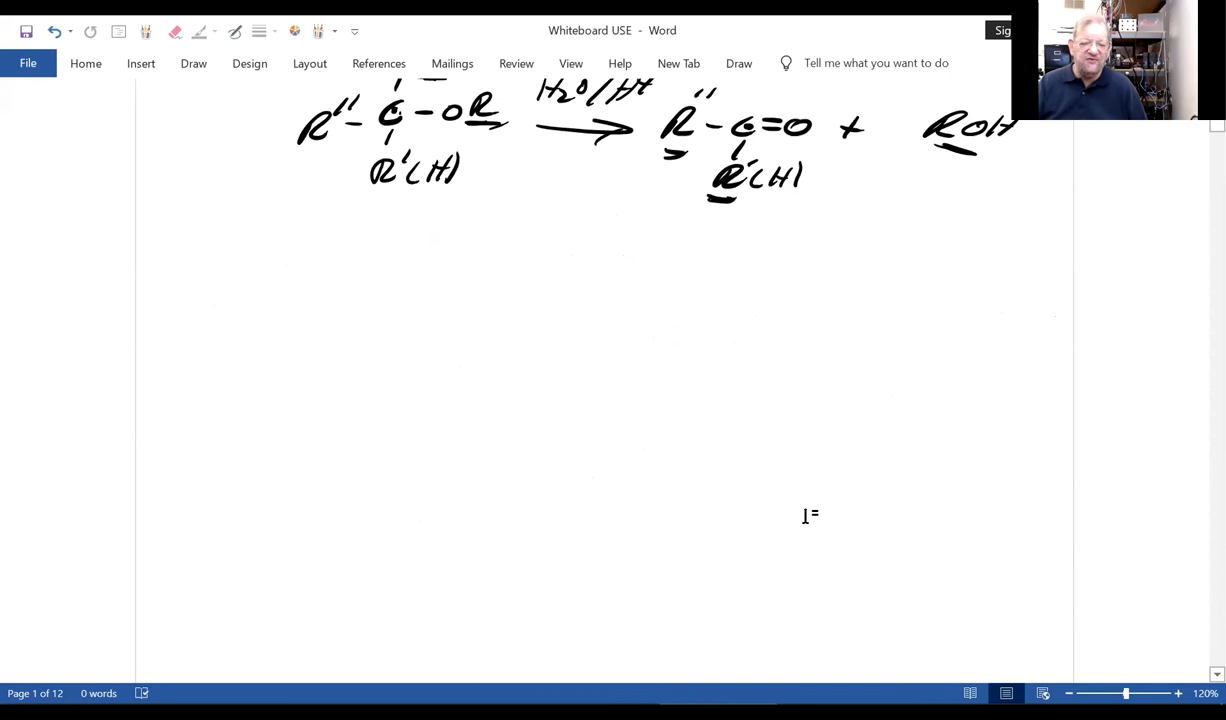 Whiteboard USE - Word
Sig
File Home Insert Draw Design Layout References Mailings Review View Help New Tab Draw Tell me what you want to do
R'' - C - OR H2O/H+ R'' - C = O + ROH
R'(H) R'(H)
Page 1 of 12 0 words 120%